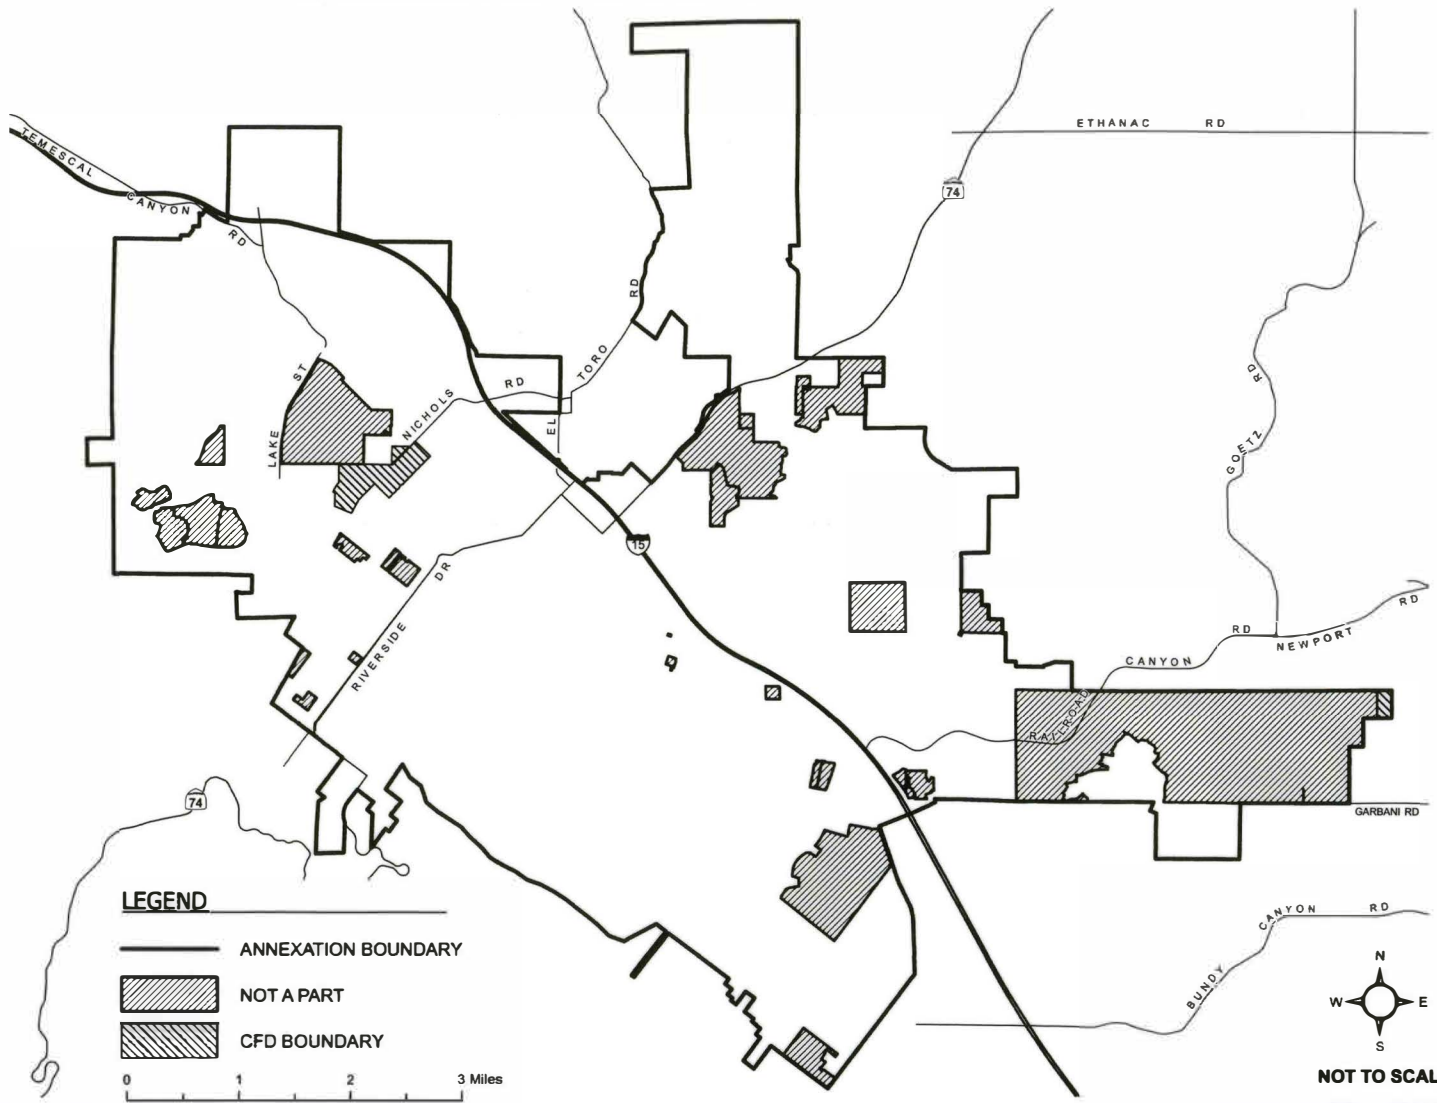 ETHANAC RD
TEMESCAL CANYON RD
74
RD
TORO
EL
NICHOLS RD
LAKE ST
GOETZ RD
15
RIVERSIDE DR
NEWPORT RD
RAILROAD CANYON RD
GARBANI RD
74
BUNDY CANYON RD
LEGEND
ANNEXATION BOUNDARY
NOT A PART
CFD BOUNDARY
0 1 2 3 Miles
N
W E
S
NOT TO SCAL